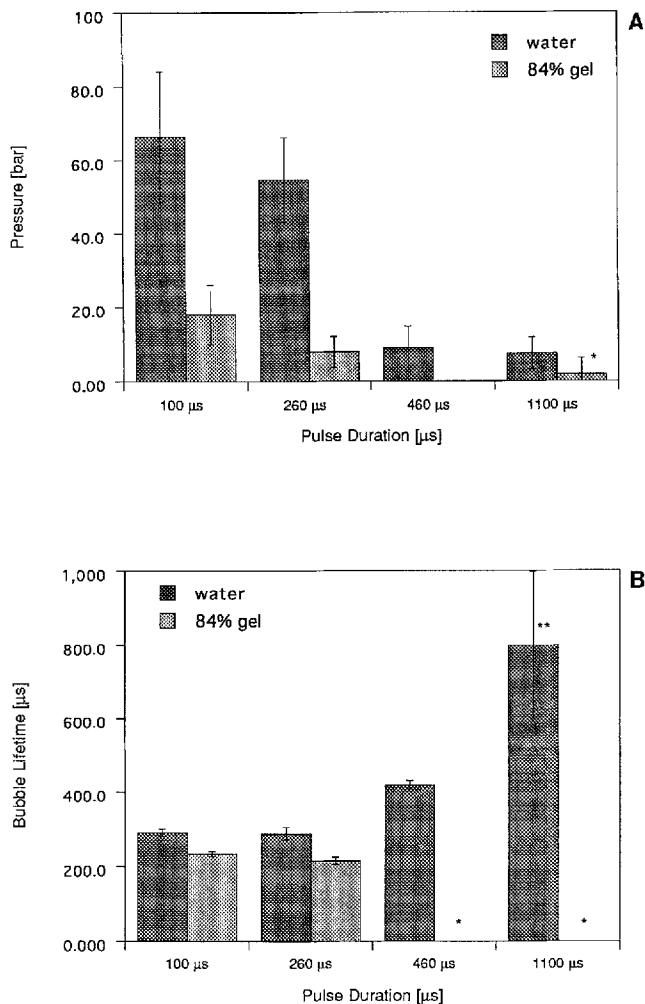 A
100
80.0
60.0
40.0
20.0
0.00
Pressure [bar]
water
84% gel
*
100 µs
260 µs
460 µs
1100 µs
Pulse Duration [µs]
B
1,000
800.0
600.0
400.0
200.0
0.000
Bubble Lifetime [µs]
water
84% gel
**
*
*
100 µs
260 µs
460 µs
1100 µs
Pulse Duration [µs]